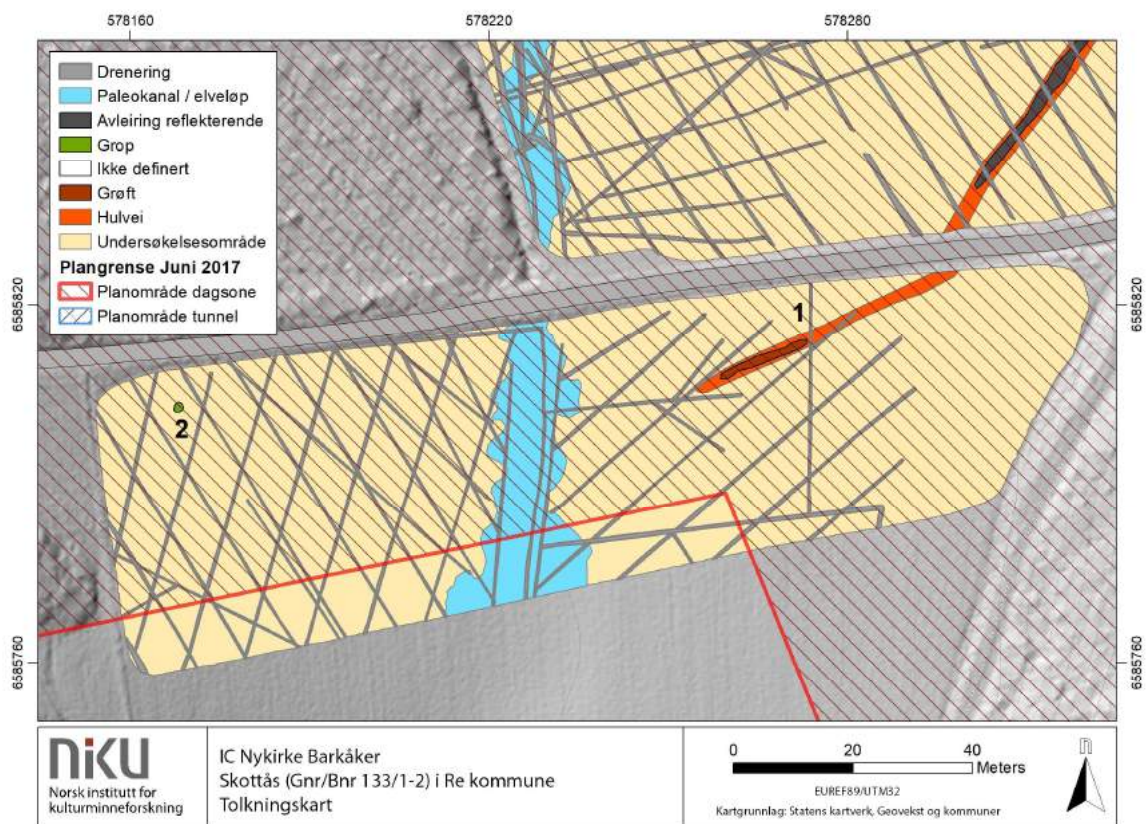 578160 578220 578280
Drenering
Paleokanal / elveløp
Avleiring reflekterende
Grop
Ikke definert
Grøft
Hulvei
Undersøkelsesområde
Plangrense Juni 2017
Planområde dagsone
Planområde tunnel
6585820
6585820
1
2
6585760
6585760
niku
Norsk institutt for
kulturminneforskning
IC Nykirke Barkåker
Skottås (Gnr/Bnr 133/1-2) i Re kommune
Tolkningskart
0 20 40
Meters
EUREF89/UTM32
Kartgrunnlag: Statens kartverk, Geovekst og kommuner
n